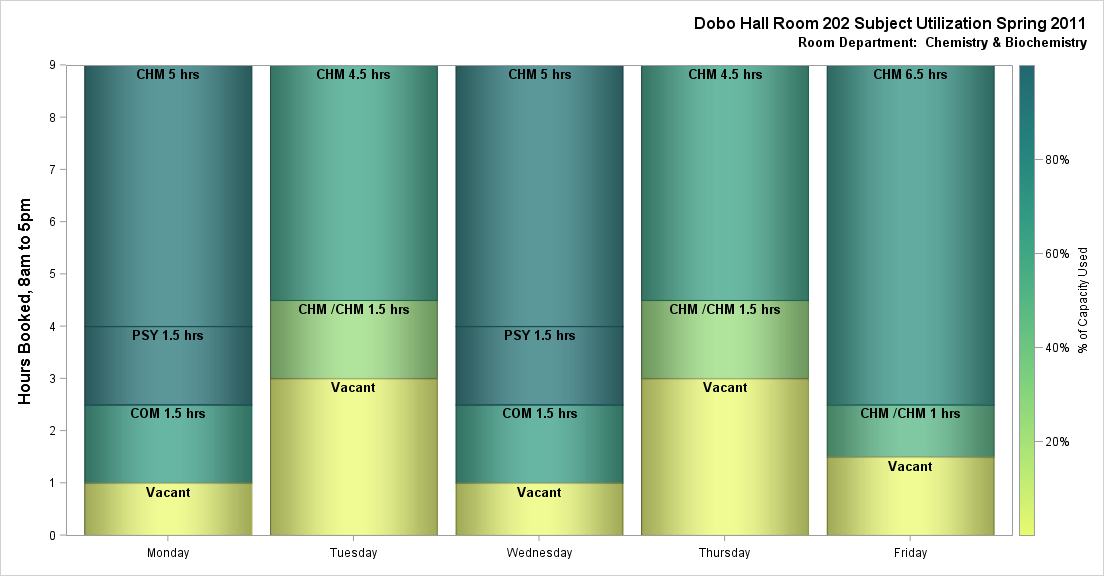 Dobo Hall Room 202 Subject Utilization Spring 2011
Room Department:  Chemistry & Biochemistry
Hours Booked, 8am to 5pm
9
8
7
6
5
4
3
2
1
0
CHM 5 hrs
PSY 1.5 hrs
COM 1.5 hrs
Vacant
CHM 4.5 hrs
CHM /CHM 1.5 hrs
Vacant
CHM 5 hrs
PSY 1.5 hrs
COM 1.5 hrs
Vacant
CHM 4.5 hrs
CHM /CHM 1.5 hrs
Vacant
CHM 6.5 hrs
CHM /CHM 1 hrs
Vacant
Monday
Tuesday
Wednesday
Thursday
Friday
80%
60%
40%
20%
% of Capacity Used